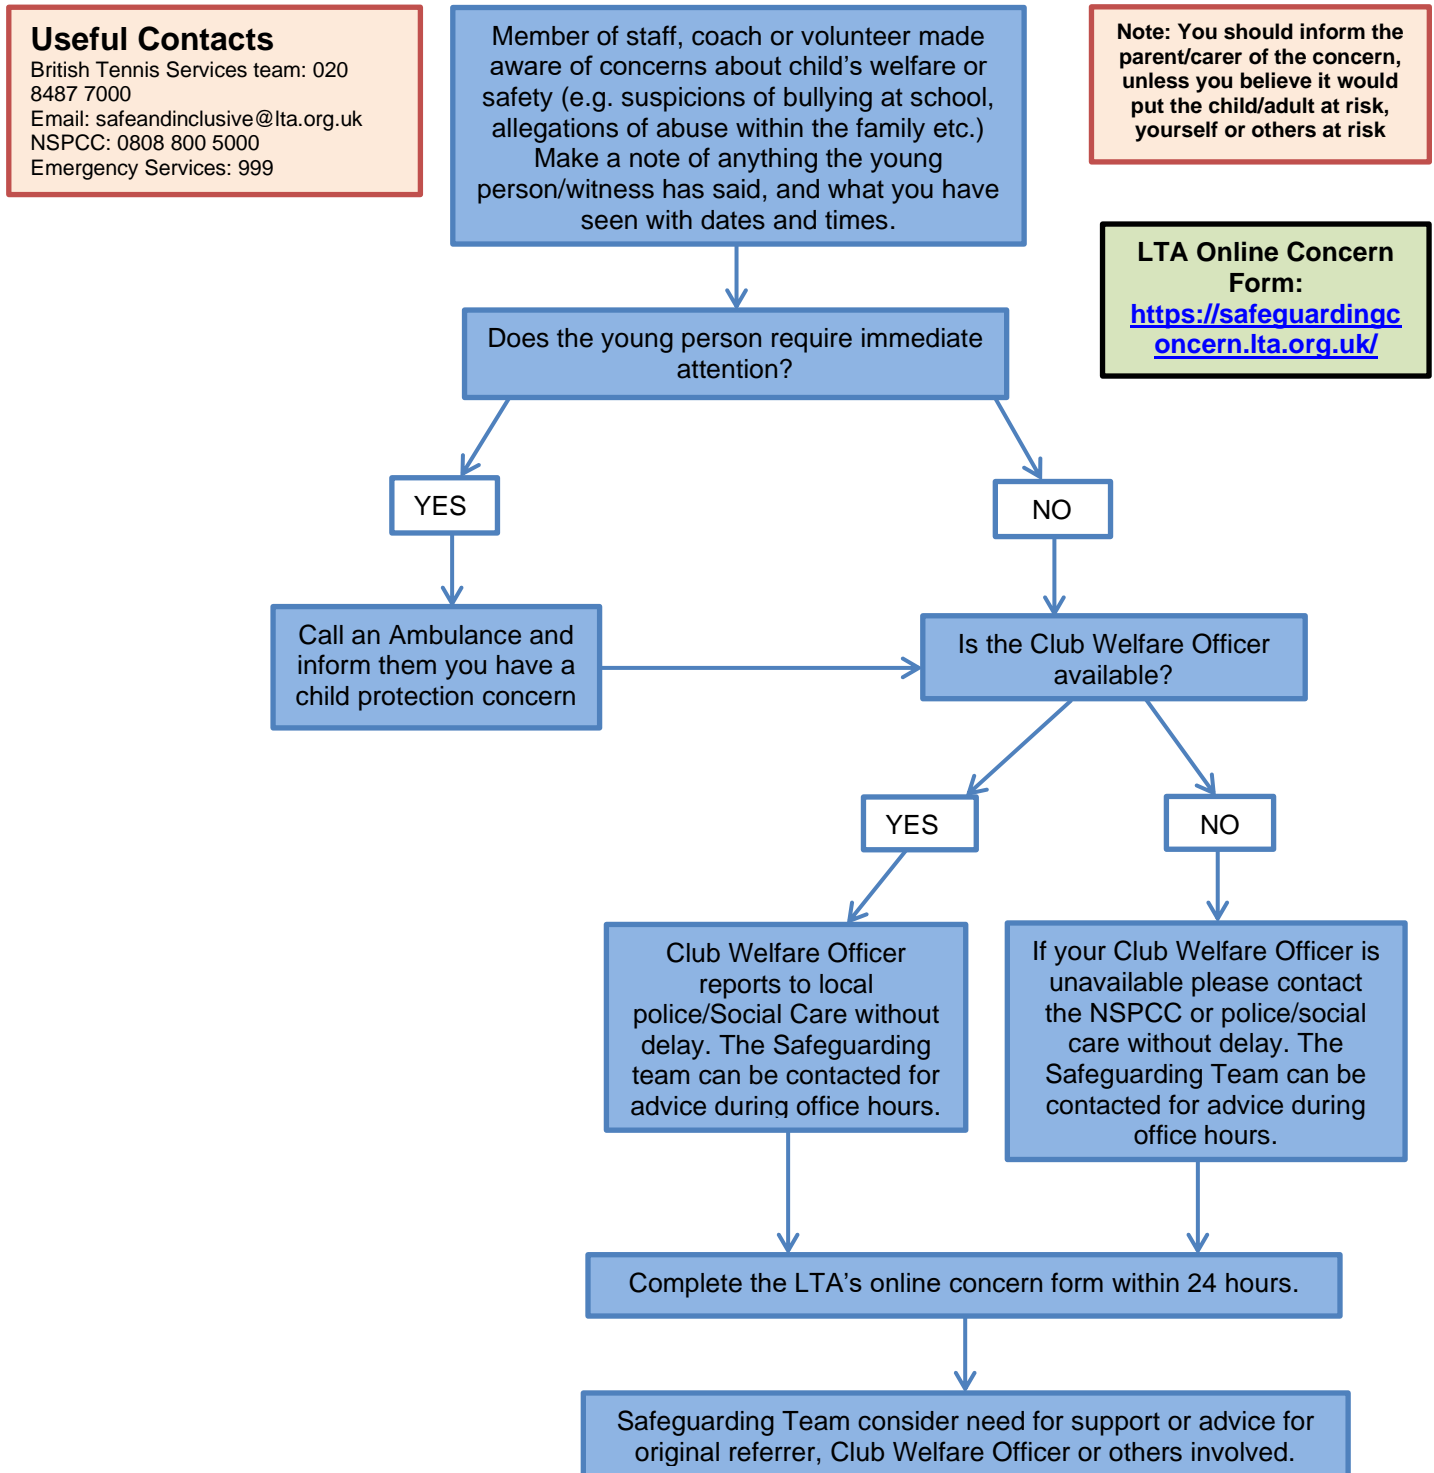 Useful Contacts
British Tennis Services team: 020
8487 7000
Email: safeandinclusive@lta.org.uk
NSPCC: 0808 800 5000
Emergency Services: 999
Member of staff, coach or volunteer made
aware of concerns about child’s welfare or
safety (e.g. suspicions of bullying at school,
allegations of abuse within the family etc.)
Make a note of anything the young
person/witness has said, and what you have
seen with dates and times.
Note: You should inform the
parent/carer of the concern,
unless you believe it would
put the child/adult at risk,
yourself or others at risk
LTA Online Concern
Form:
https://safeguardingc
oncern.lta.org.uk/
Does the young person require immediate
attention?
YES
NO
Call an Ambulance and
inform them you have a
child protection concern
Is the Club Welfare Officer
available?
YES
NO
Club Welfare Officer
reports to local
police/Social Care without
delay. The Safeguarding
team can be contacted for
advice during office hours.
If your Club Welfare Officer is
unavailable please contact
the NSPCC or police/social
care without delay. The
Safeguarding Team can be
contacted for advice during
office hours.
Complete the LTA’s online concern form within 24 hours.
Safeguarding Team consider need for support or advice for
original referrer, Club Welfare Officer or others involved.